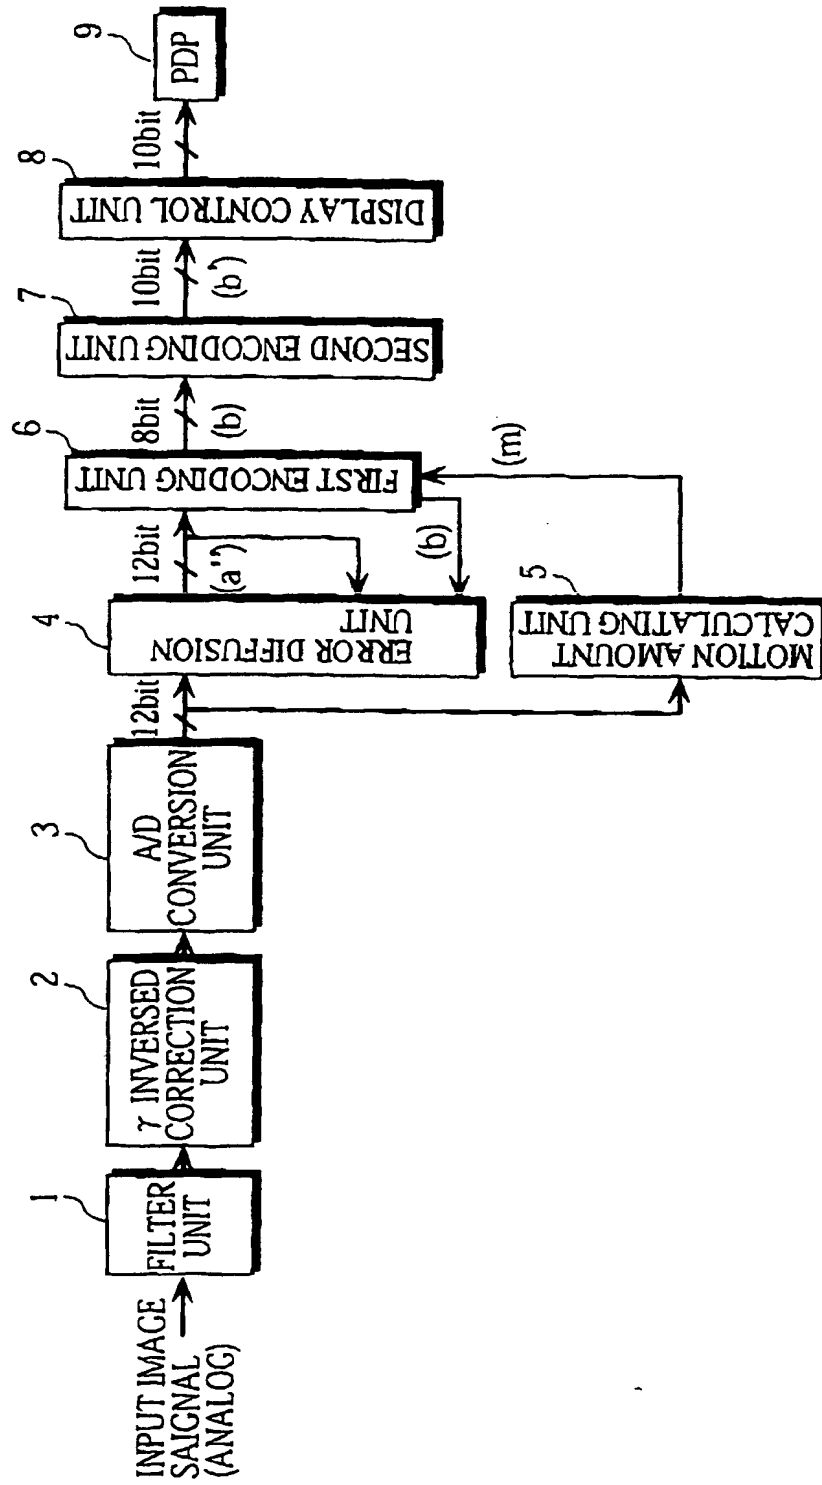 INPUT IMAGE
SAIGNAL
(ANALOG)
1
FILTER
UNIT
2
γ INVERSED
CORRECTION
UNIT
3
A/D
CONVERSION
UNIT
12bit
4
ERROR DIFFUSION
UNIT
12bit
(a'')
5
MOTION AMOUNT
CALCULATING UNIT
(m)
(b)
6
FIRST ENCODING UNIT
8bit
(b)
7
SECOND ENCODING UNIT
10bit
(b')
8
DISPLAY CONTROL UNIT
10bit
9
PDP